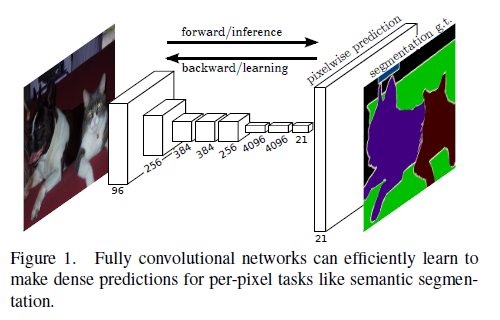 forward/inference
backward/learning
pixelwise prediction
segmentation g.t.
96
256
384
384
256
4096
4096
21
21
Figure 1. Fully convolutional networks can efficiently learn to
make dense predictions for per-pixel tasks like semantic segmen-
tation.